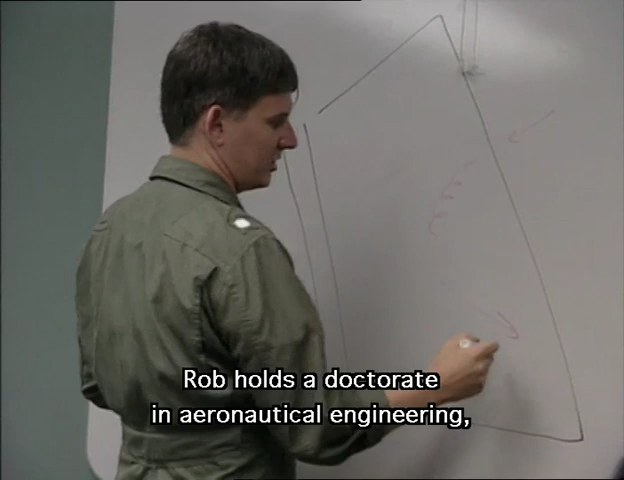 Rob holds a doctorate
in aeronautical engineering,